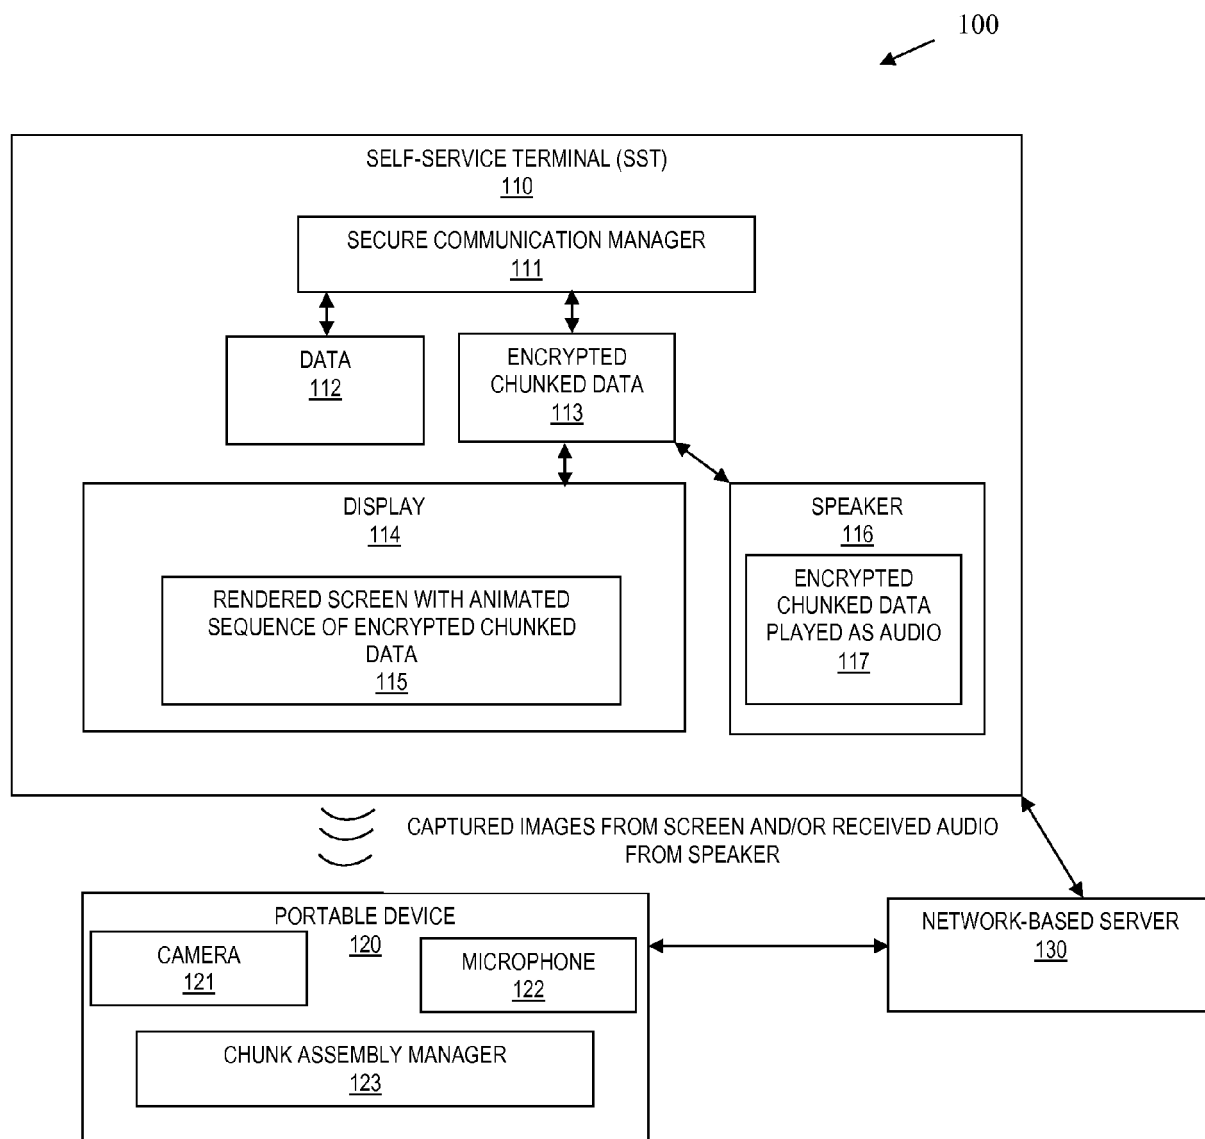 100
SELF-SERVICE TERMINAL (SST)
110
SECURE COMMUNICATION MANAGER
111
DATA
112
ENCRYPTED
CHUNKED DATA
113
DISPLAY
114
RENDERED SCREEN WITH ANIMATED
SEQUENCE OF ENCRYPTED CHUNKED
DATA
115
SPEAKER
116
ENCRYPTED
CHUNKED DATA
PLAYED AS AUDIO
117
CAPTURED IMAGES FROM SCREEN AND/OR RECEIVED AUDIO
FROM SPEAKER
PORTABLE DEVICE
120
CAMERA
121
MICROPHONE
122
CHUNK ASSEMBLY MANAGER
123
NETWORK-BASED SERVER
130